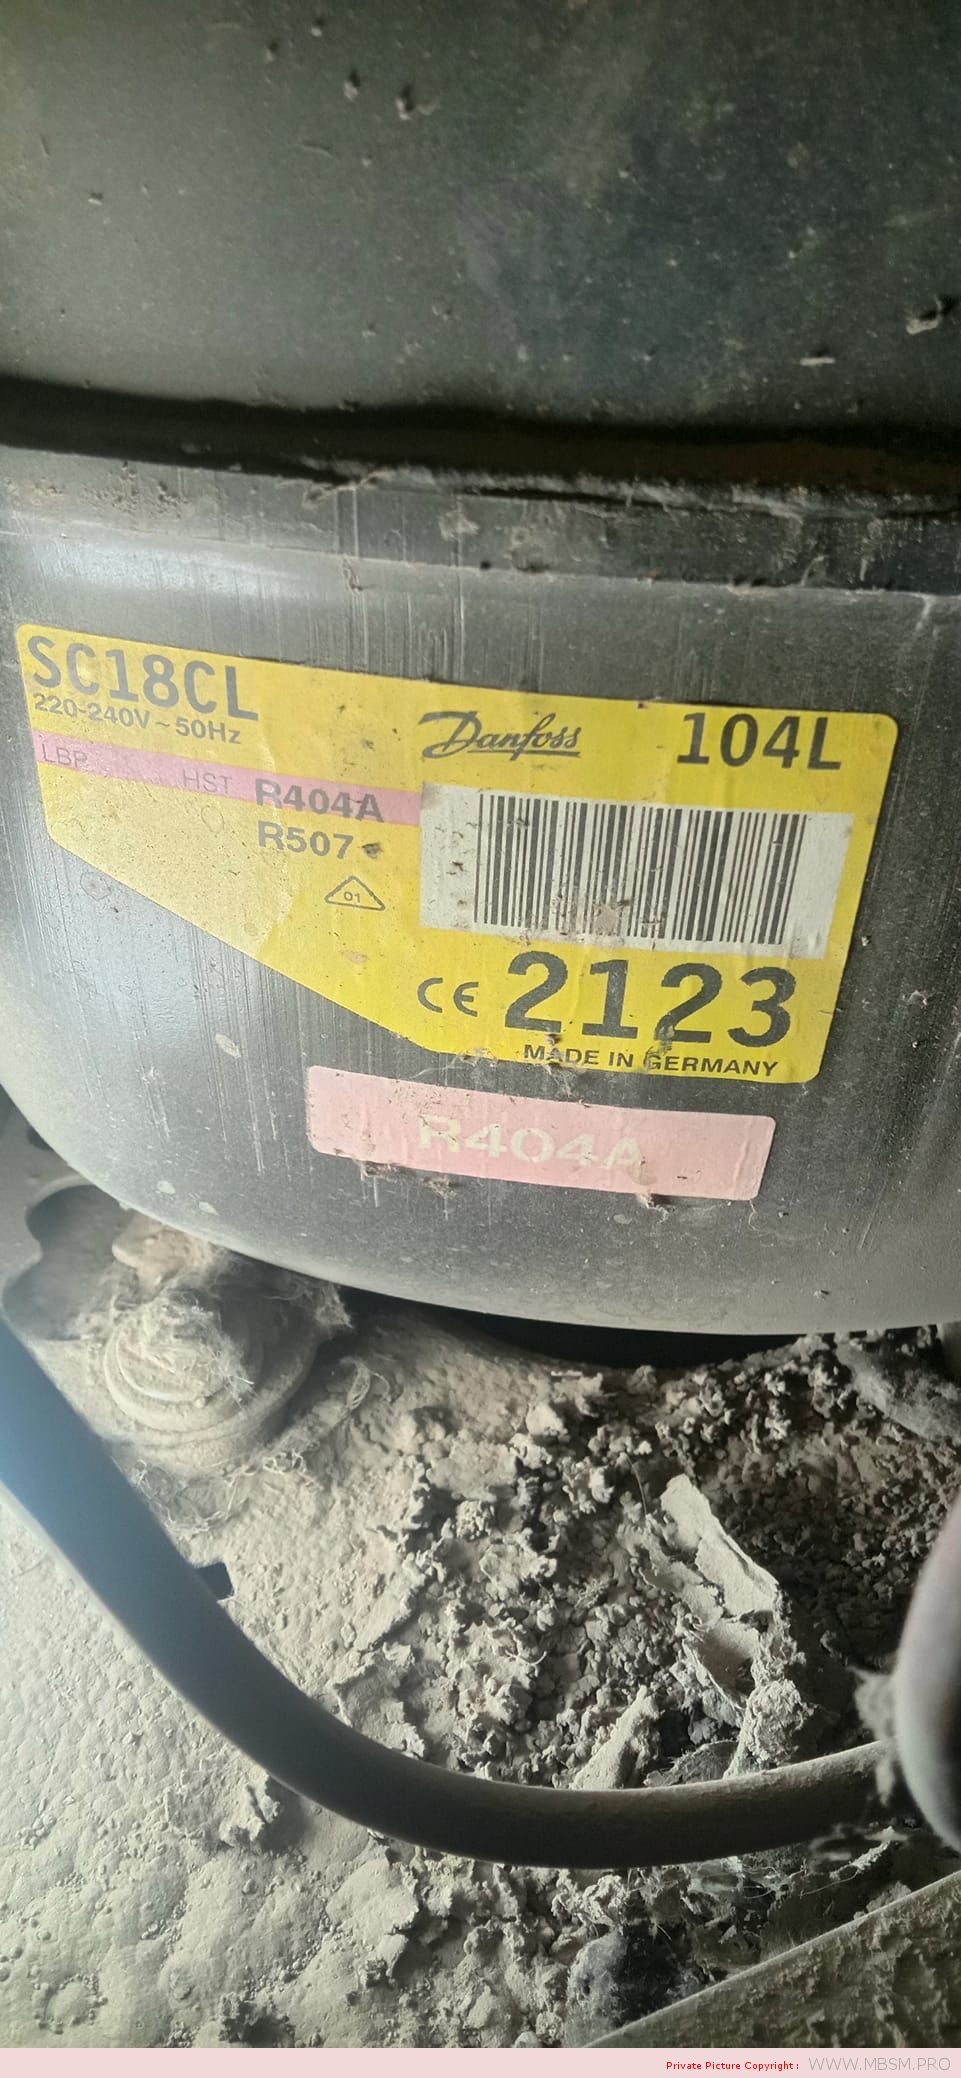 SC18CL
220-240V~50Hz
Danfoss
104L
LBP HST R404A
R507
01
CE 2123
MADE IN GERMANY
R404A
Private Picture Copyright : WWW.MBSM.PRO